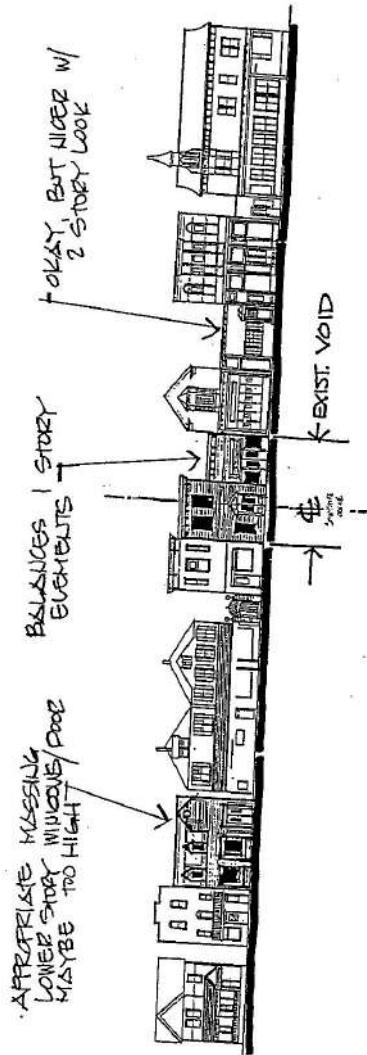 · APPROPRIATE MASSING
LOWER STORY WINDOWS/DOOR
MAYBE TOO HIGH
BALANCES 1 STORY
ELEMENTS
OKAY, BUT NICER W/
2 STORY LOOK
EXIST. VOID